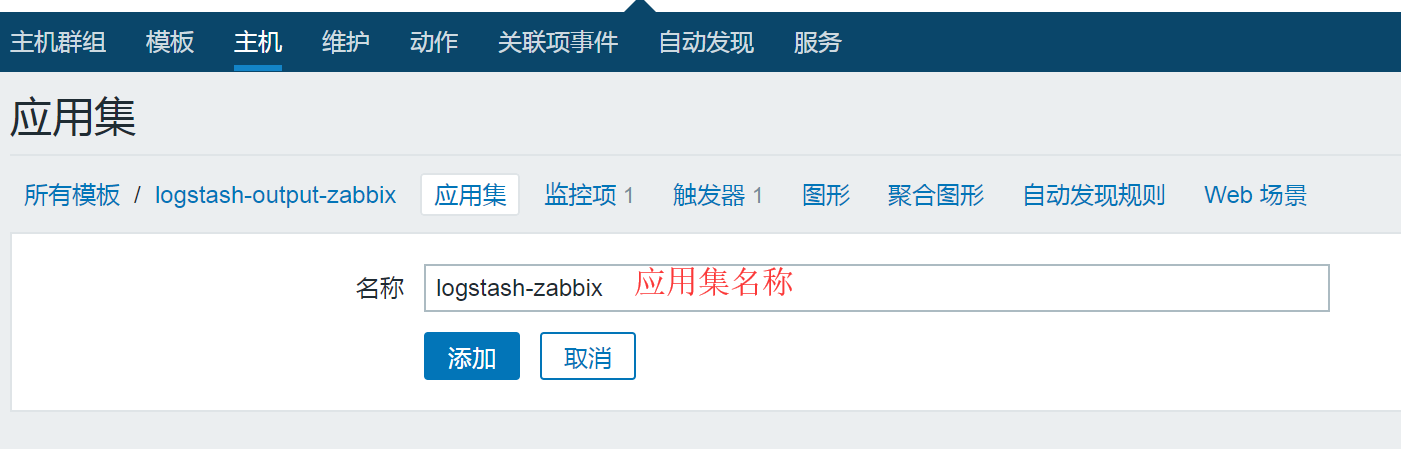 主机群组 模板 主机 维护 动作 关联项事件 自动发现 服务
应用集
所有模板 / logstash-output-zabbix 应用集 监控项 1 触发器 1 图形 聚合图形 自动发现规则 Web 场景
名称 logstash-zabbix 应用集名称
添加 取消